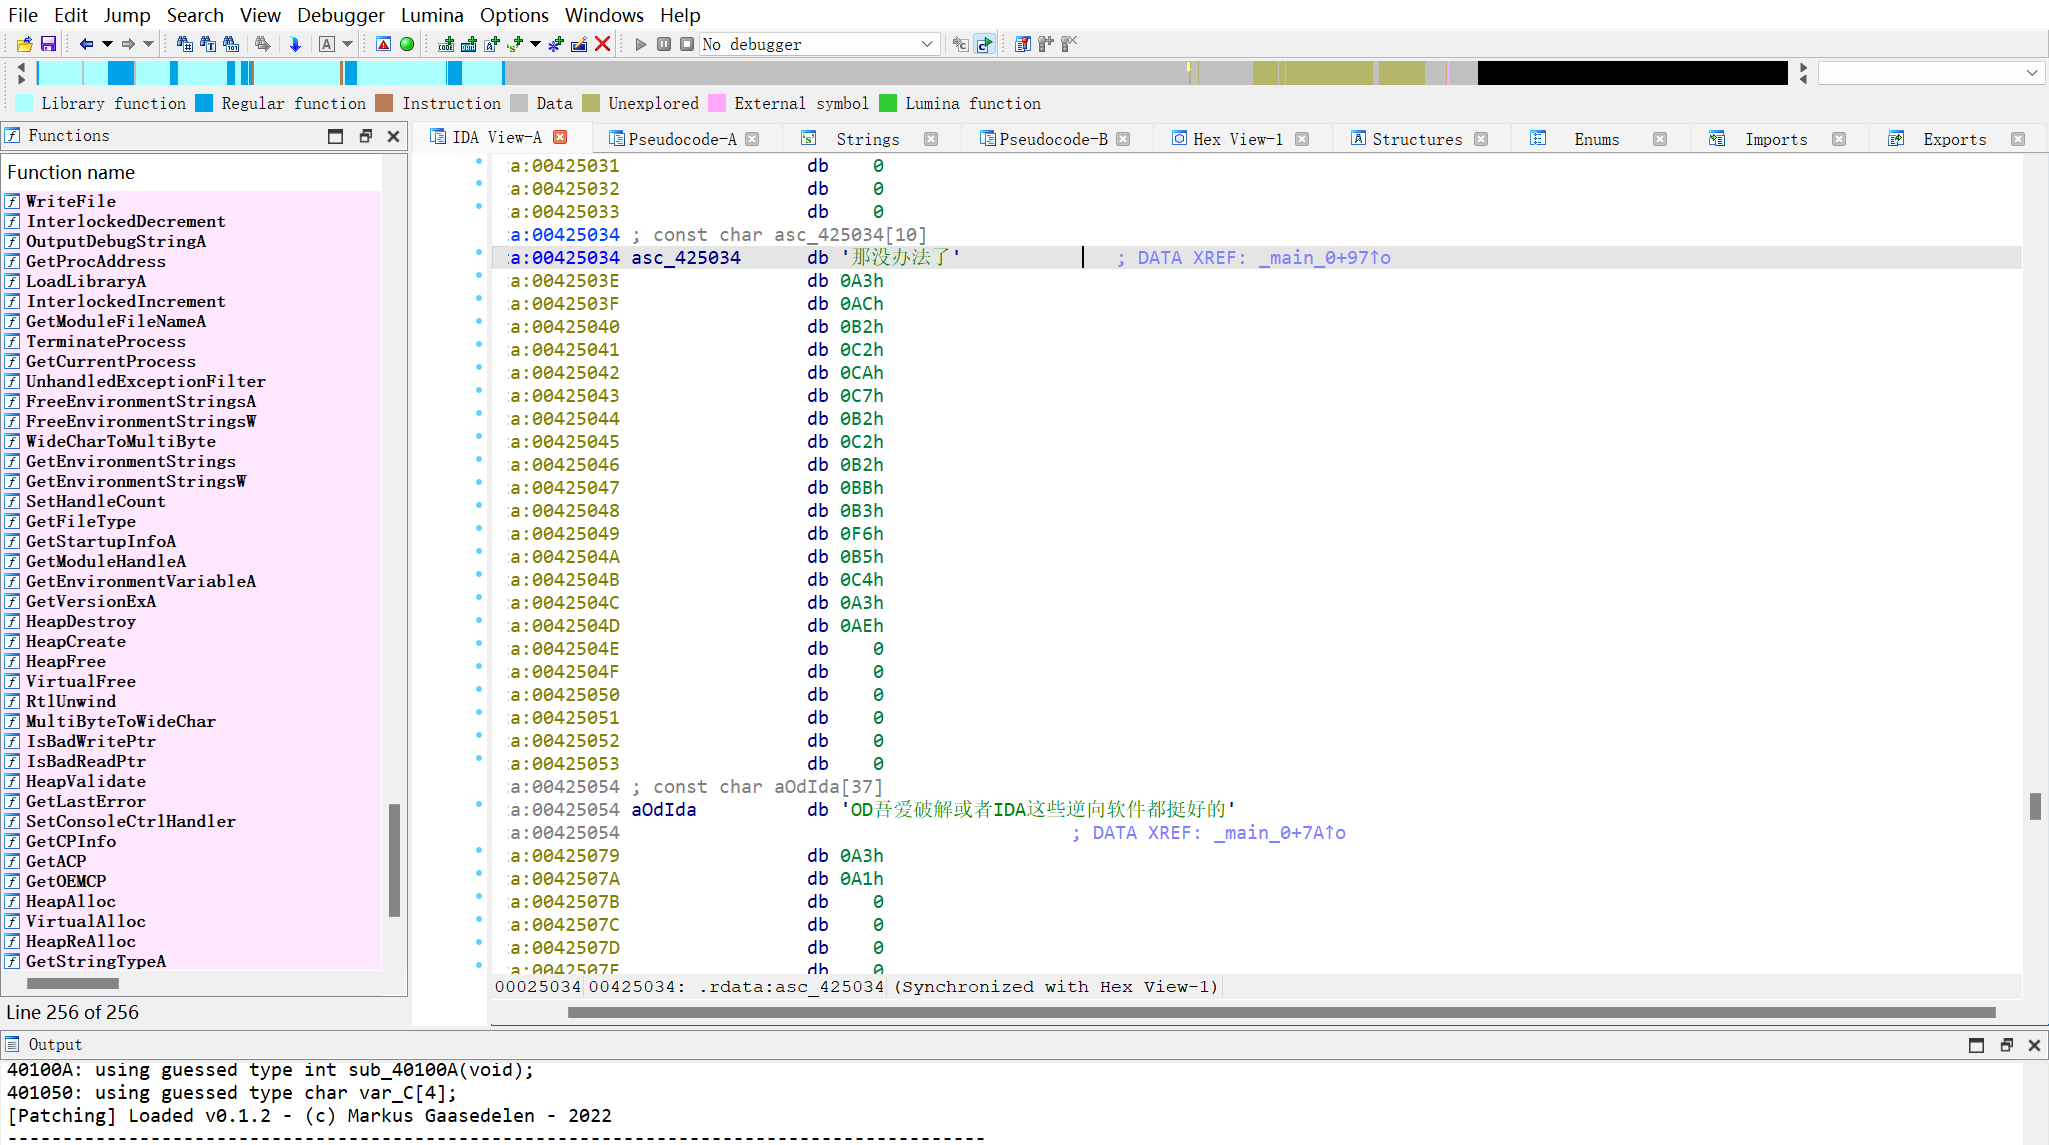 File Edit Jump Search View Debugger Lumina Options Windows Help
No debugger
Library function Regular function Instruction Data Unexplored External symbol Lumina function
Functions
IDA View-A Pseudocode-A Strings Pseudocode-B Hex View-1 Structures Enums Imports Exports
Function name
WriteFile
InterlockedDecrement
OutputDebugStringA
GetProcAddress
LoadLibraryA
InterlockedIncrement
GetModuleFileNameA
TerminateProcess
GetCurrentProcess
UnhandledExceptionFilter
FreeEnvironmentStringsA
FreeEnvironmentStringsW
WideCharToMultiByte
GetEnvironmentStrings
GetEnvironmentStringsW
SetHandleCount
GetFileType
GetStartupInfoA
GetModuleHandleA
GetEnvironmentVariableA
GetVersionExA
HeapDestroy
HeapCreate
HeapFree
VirtualFree
RtlUnwind
MultiByteToWideChar
IsBadWritePtr
IsBadReadPtr
HeapValidate
GetLastError
SetConsoleCtrlHandler
GetCPInfo
GetACP
GetOEMCP
HeapAlloc
VirtualAlloc
HeapReAlloc
GetStringTypeA
Line 256 of 256
:a:00425031 db 0
:a:00425032 db 0
:a:00425033 db 0
:a:00425034 ; const char asc_425034[10]
:a:00425034 asc_425034 db '那没办法了' ; DATA XREF: _main_0+97↑o
:a:0042503E db 0A3h
:a:0042503F db 0ACh
:a:00425040 db 0B2h
:a:00425041 db 0C2h
:a:00425042 db 0CAh
:a:00425043 db 0C7h
:a:00425044 db 0B2h
:a:00425045 db 0C2h
:a:00425046 db 0B2h
:a:00425047 db 0BBh
:a:00425048 db 0B3h
:a:00425049 db 0F6h
:a:0042504A db 0B5h
:a:0042504B db 0C4h
:a:0042504C db 0A3h
:a:0042504D db 0AEh
:a:0042504E db 0
:a:0042504F db 0
:a:00425050 db 0
:a:00425051 db 0
:a:00425052 db 0
:a:00425053 db 0
:a:00425054 ; const char aOdIda[37]
:a:00425054 aOdIda db 'OD吾爱破解或者IDA这些逆向软件都挺好的'
:a:00425054 ; DATA XREF: _main_0+7A↑o
:a:00425079 db 0A3h
:a:0042507A db 0A1h
:a:0042507B db 0
:a:0042507C db 0
:a:0042507D db 0
:a:0042507E db 0
00025034 00425034: .rdata:asc_425034 (Synchronized with Hex View-1)
Output
40100A: using guessed type int sub_40100A(void);
401050: using guessed type char var_C[4];
[Patching] Loaded v0.1.2 - (c) Markus Gaasedelen - 2022